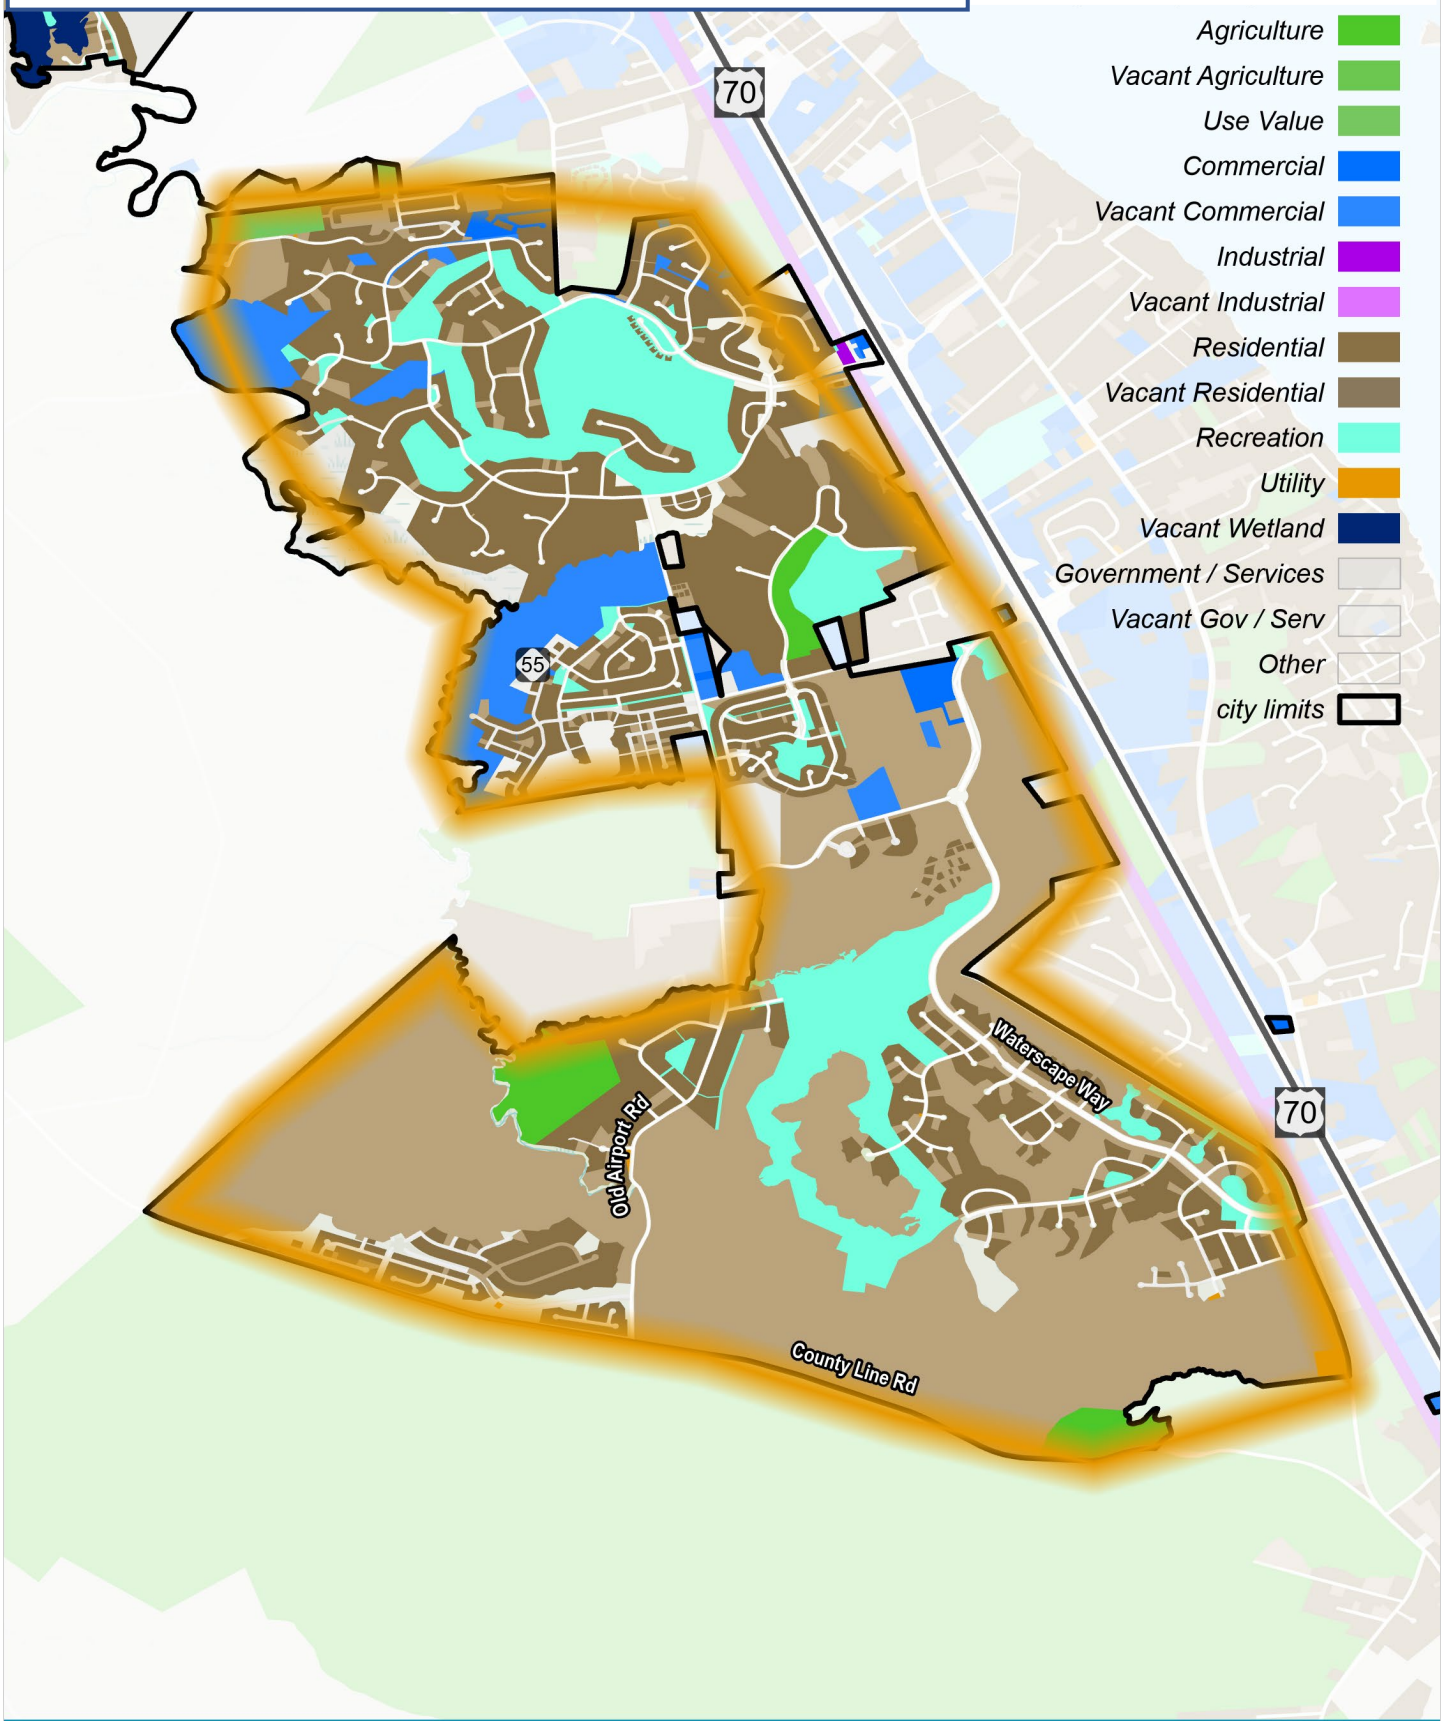 70
Agriculture
Vacant Agriculture
Use Value
Commercial
Vacant Commercial
Industrial
Vacant Industrial
Residential
Vacant Residential
Recreation
Utility
Vacant Wetland
Government / Services
Vacant Gov / Serv
Other
city limits
55
Waterscape Way
Old Airport Rd
70
County Line Rd